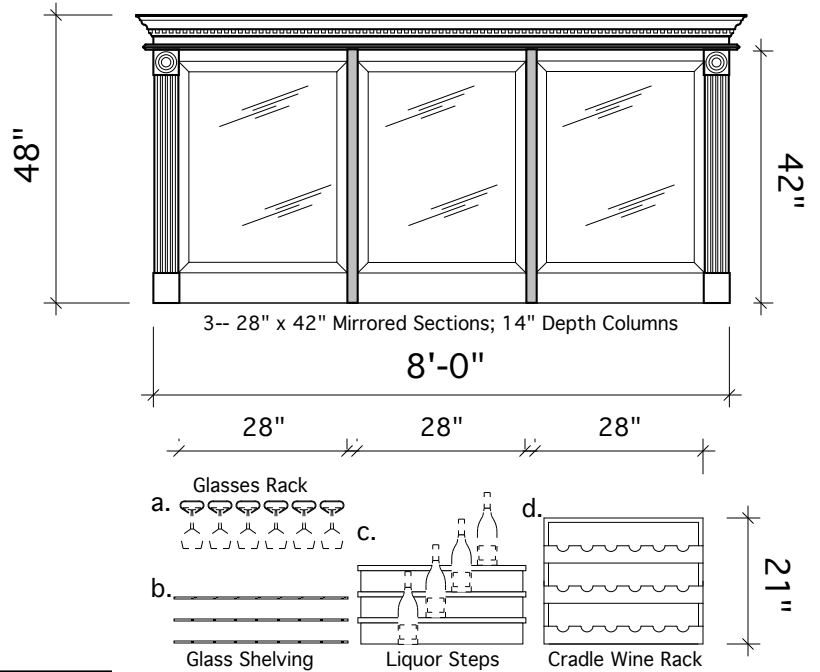 48"
42"
3-- 28" x 42" Mirrored Sections; 14" Depth Columns
8'-0"
28" 28" 28"
Glasses Rack
a.
c.
d.
b.
21"
Glass Shelving Liquor Steps Cradle Wine Rack